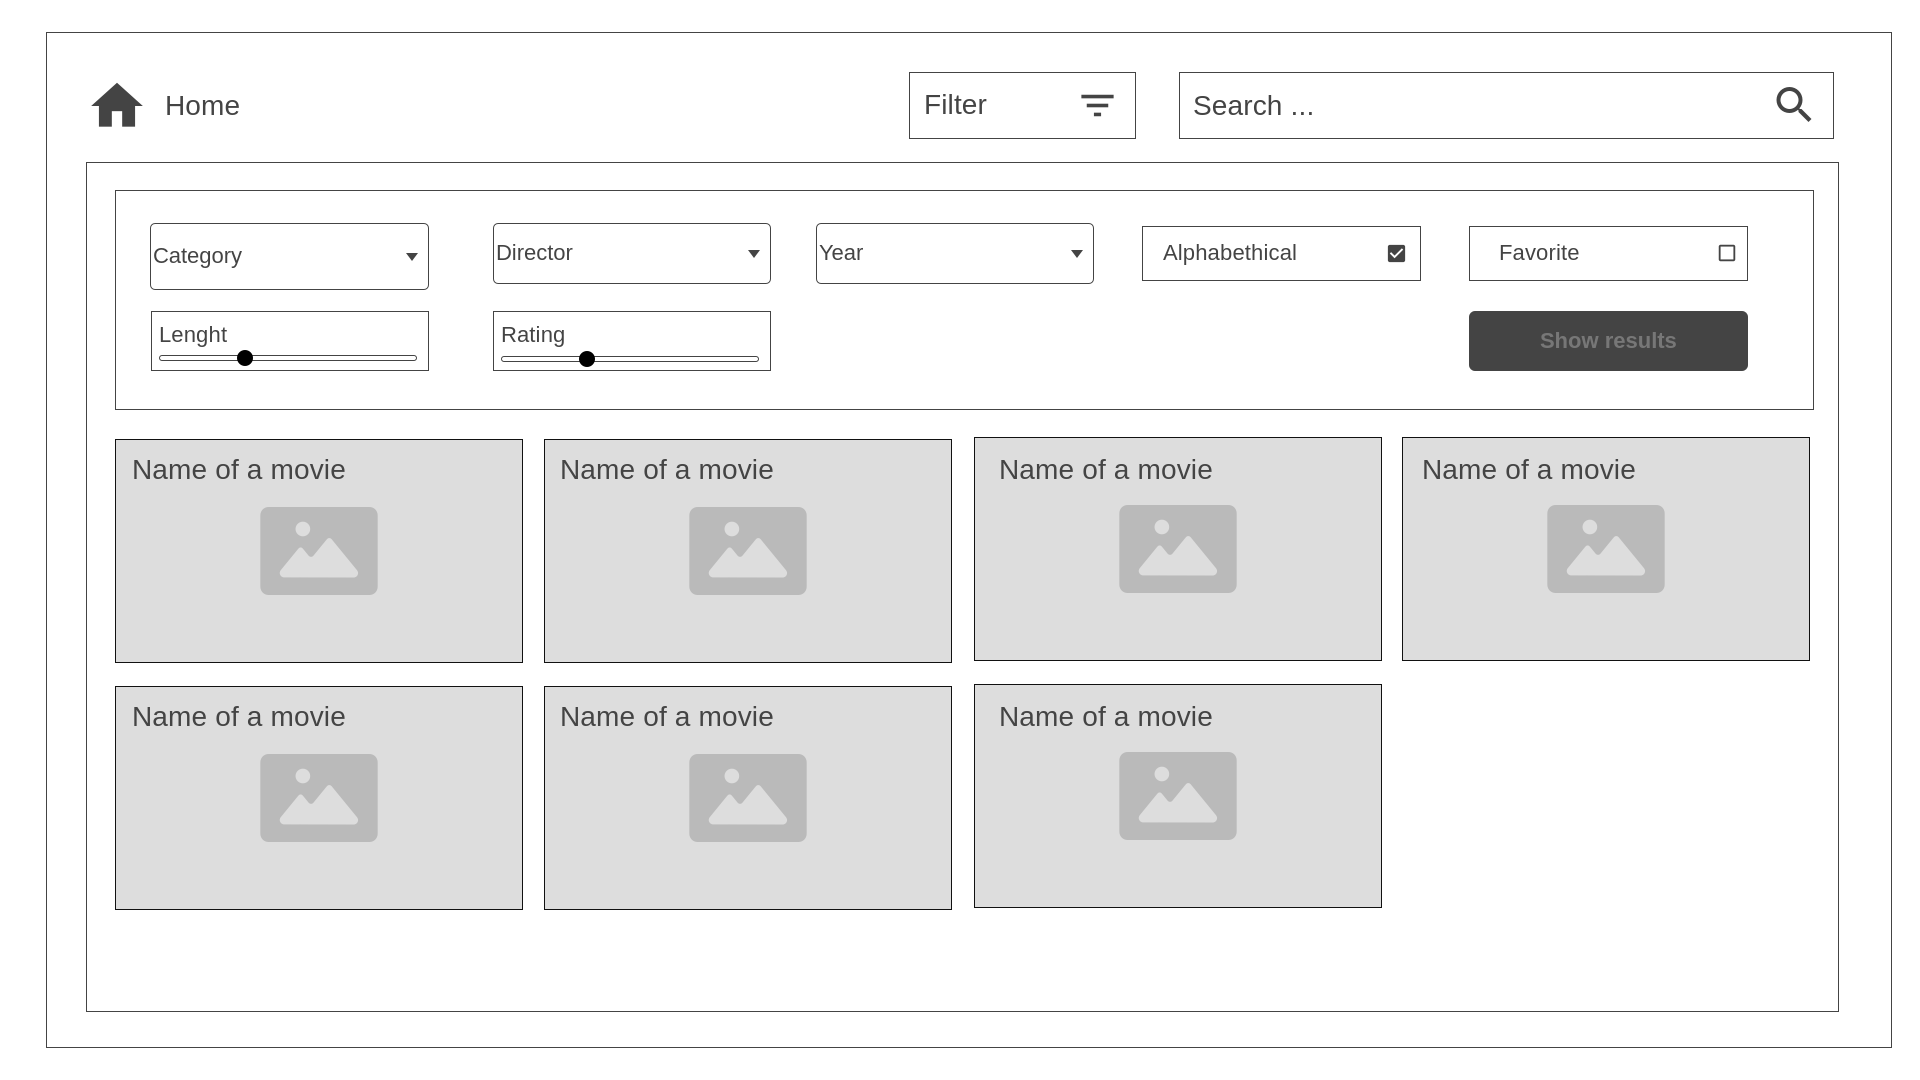 Home
Filter
Search ...
Category
Director
Year
Alphabethical
Favorite
Lenght
Rating
Show results
Name of a movie
Name of a movie
Name of a movie
Name of a movie
Name of a movie
Name of a movie
Name of a movie